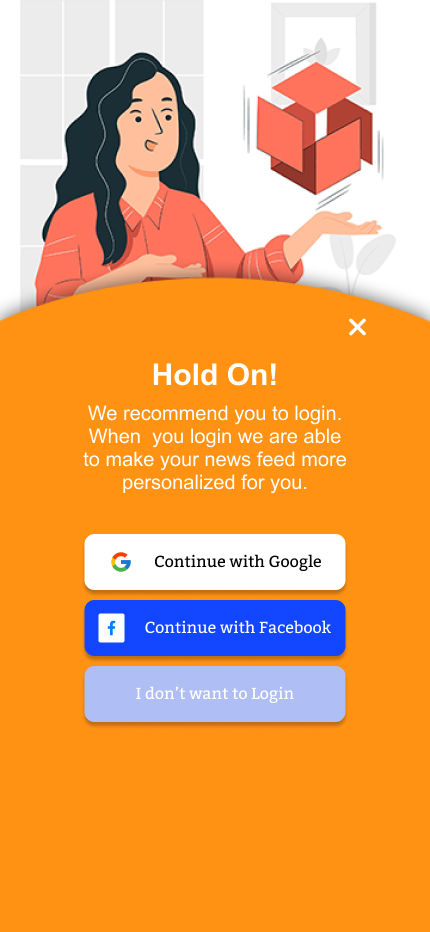 Hold On!
We recommend you to login.
When  you login we are able
to make your news feed more
personalized for you.
Continue with Google
Continue with Facebook
I don’t want to Login